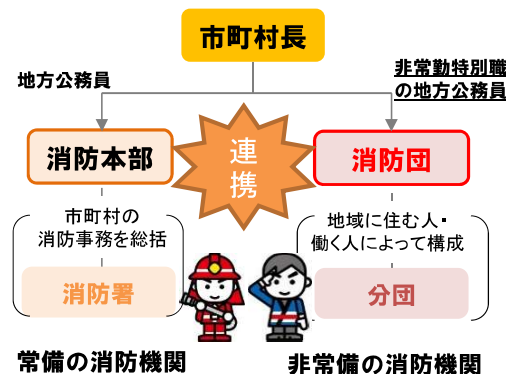 市町村長
地方公務員
非常勤特別職
の地方公務員
消防本部
連携
消防団
市町村の
消防事務を総括
地域に住む人・
働く人によって構成
消防署
分団
常備の消防機関
非常備の消防機関